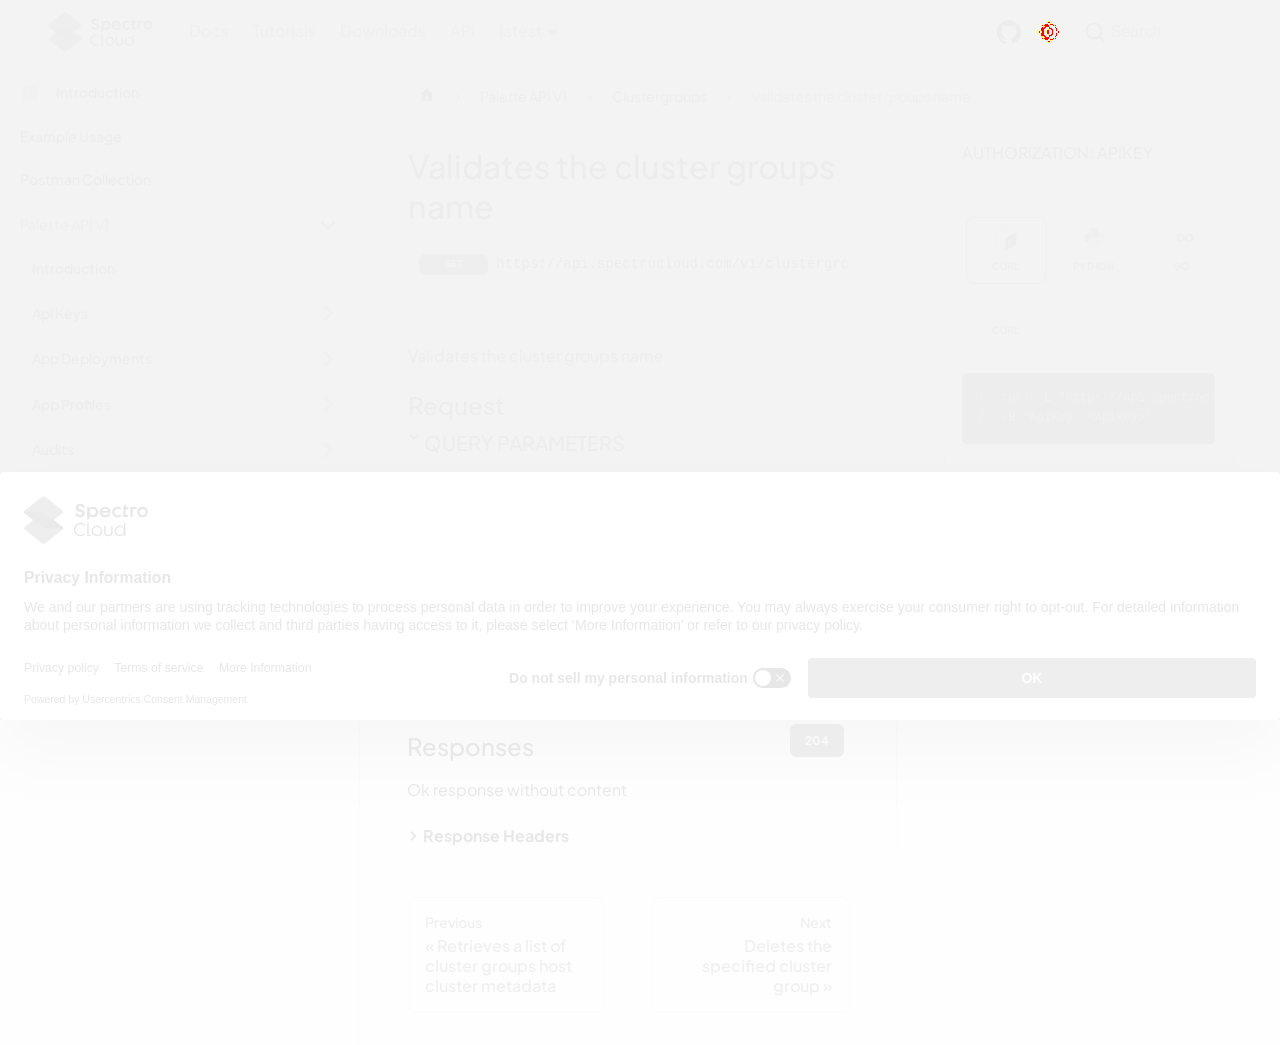 Spectro Cloud
Docs Tutorials Downloads API latest
Search
Introduction
Example Usage
Postman Collection
Palette API V1
Introduction
Api Keys
App Deployments
App Profiles
Audits
Palette API V1
Clustergroups
Validates the cluster groups name
Validates the cluster groups
name
GET https://api.spectrocloud.com/v1/clustergro
Validates the cluster groups name
Request
QUERY PARAMETERS
AUTHORIZATION: APIKEY
CURL PYTHON GO
CURL
Spectro
Cloud
Privacy Information
We and our partners are using tracking technologies to process personal data in order to improve your experience. You may always exercise your consumer right to opt-out. For detailed information
about personal information we collect and third parties having access to it, please select ‘More Information’ or refer to our privacy policy.
Privacy policy Terms of service More Information
Do not sell my personal information
OK
Powered by Usercentrics Consent Management
Responses
204
Ok response without content
Response Headers
Previous
« Retrieves a list of
cluster groups host
cluster metadata
Next
Deletes the
specified cluster
group »